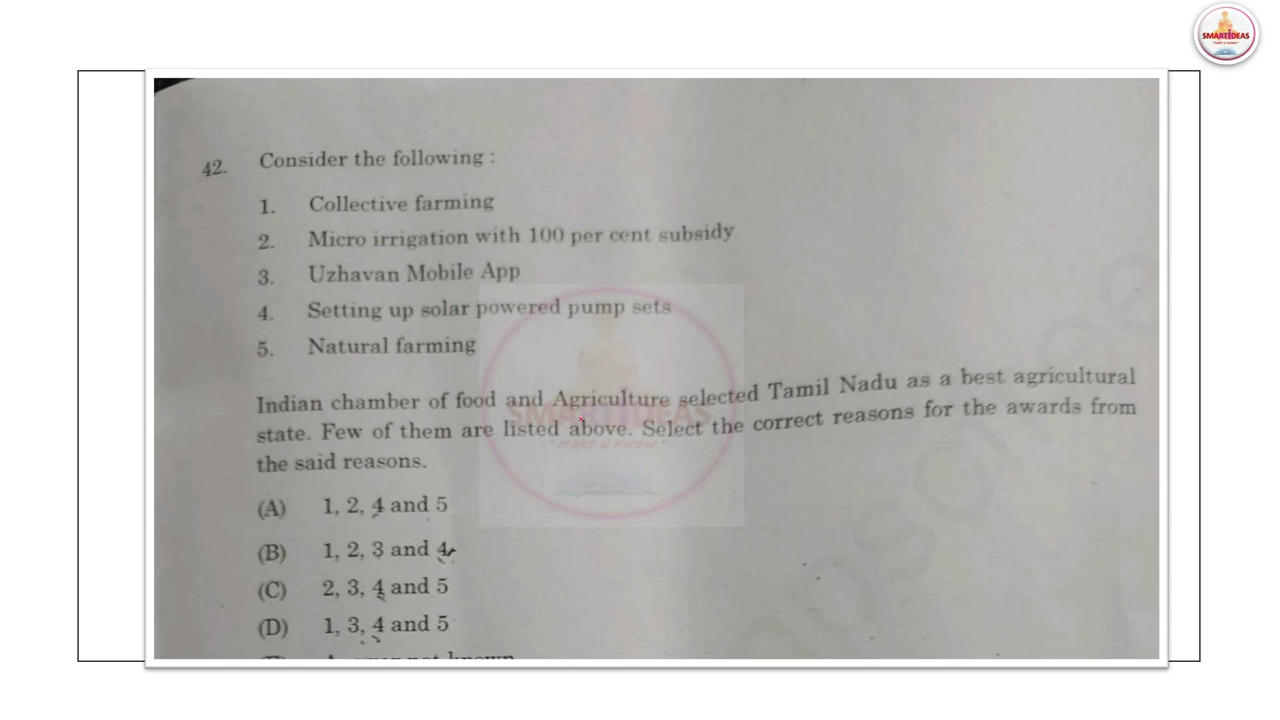 SMARTIDEAS
42. Consider the following :
1. Collective farming
2. Micro irrigation with 100 per cent subsidy
3. Uzhavan Mobile App
4. Setting up solar powered pump sets
5. Natural farming
Indian chamber of food and Agriculture selected Tamil Nadu as a best agricultural
state. Few of them are listed above. Select the correct reasons for the awards from
the said reasons.
SMARTIDEAS
(A) 1, 2, 4 and 5
(B) 1, 2, 3 and 4
(C) 2, 3, 4 and 5
(D) 1, 3, 4 and 5